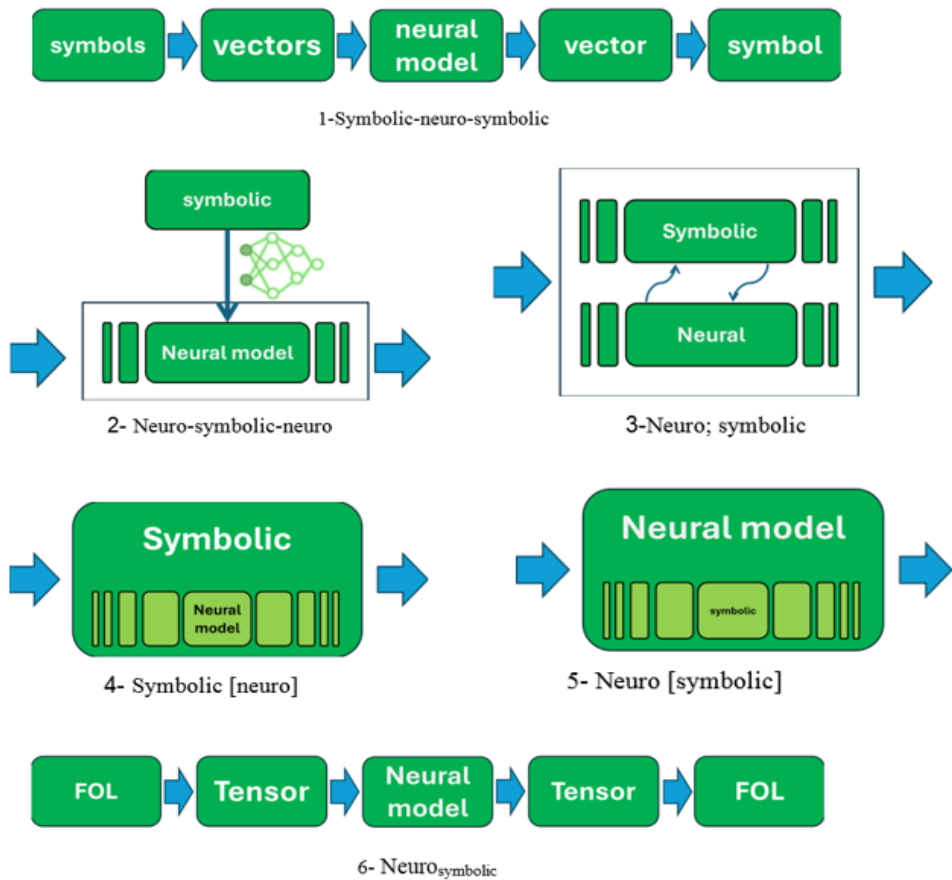 symbols
vectors
neural
model
vector
symbol
1-Symbolic-neuro-symbolic
symbolic
Neural model
2- Neuro-symbolic-neuro
Symbolic
Neural
3-Neuro; symbolic
Symbolic
Neural
model
4- Symbolic [neuro]
Neural model
symbolic
5- Neuro [symbolic]
FOL
Tensor
Neural
model
Tensor
FOL
6- Neurosymbolic